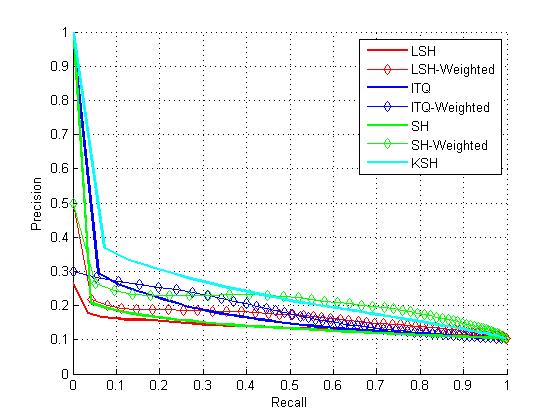 1
0.9
0.8
0.7
0.6
0.5
0.4
0.3
0.2
0.1
0
Precision
LSH
LSH-Weighted
ITQ
ITQ-Weighted
SH
SH-Weighted
KSH
0 0.1 0.2 0.3 0.4 0.5 0.6 0.7 0.8 0.9 1
Recall